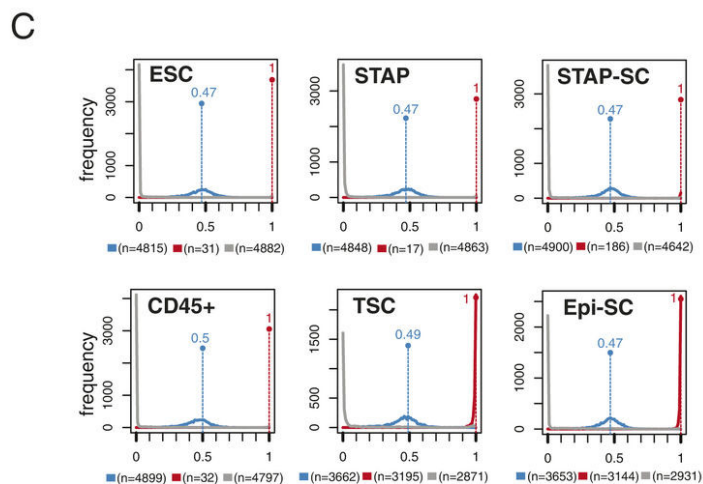 C
ESC
STAP
STAP-SC
frequency
3000
1000
0
0.47
1
0 0.5 1
(n=4815) (n=31) (n=4882)
3000
1000
0
0.47
1
0 0.5 1
(n=4848) (n=17) (n=4863)
3000
1000
0
0.47
1
0 0.5 1
(n=4900) (n=186) (n=4642)
CD45+
TSC
Epi-SC
frequency
4000
2000
0
0.5
1
0 0.5 1
(n=4899) (n=32) (n=4797)
1500
500
0
0.49
1
0 0.5 1
(n=3662) (n=3195) (n=2871)
2000
1000
0
0.47
1
0 0.5 1
(n=3653) (n=3144) (n=2931)